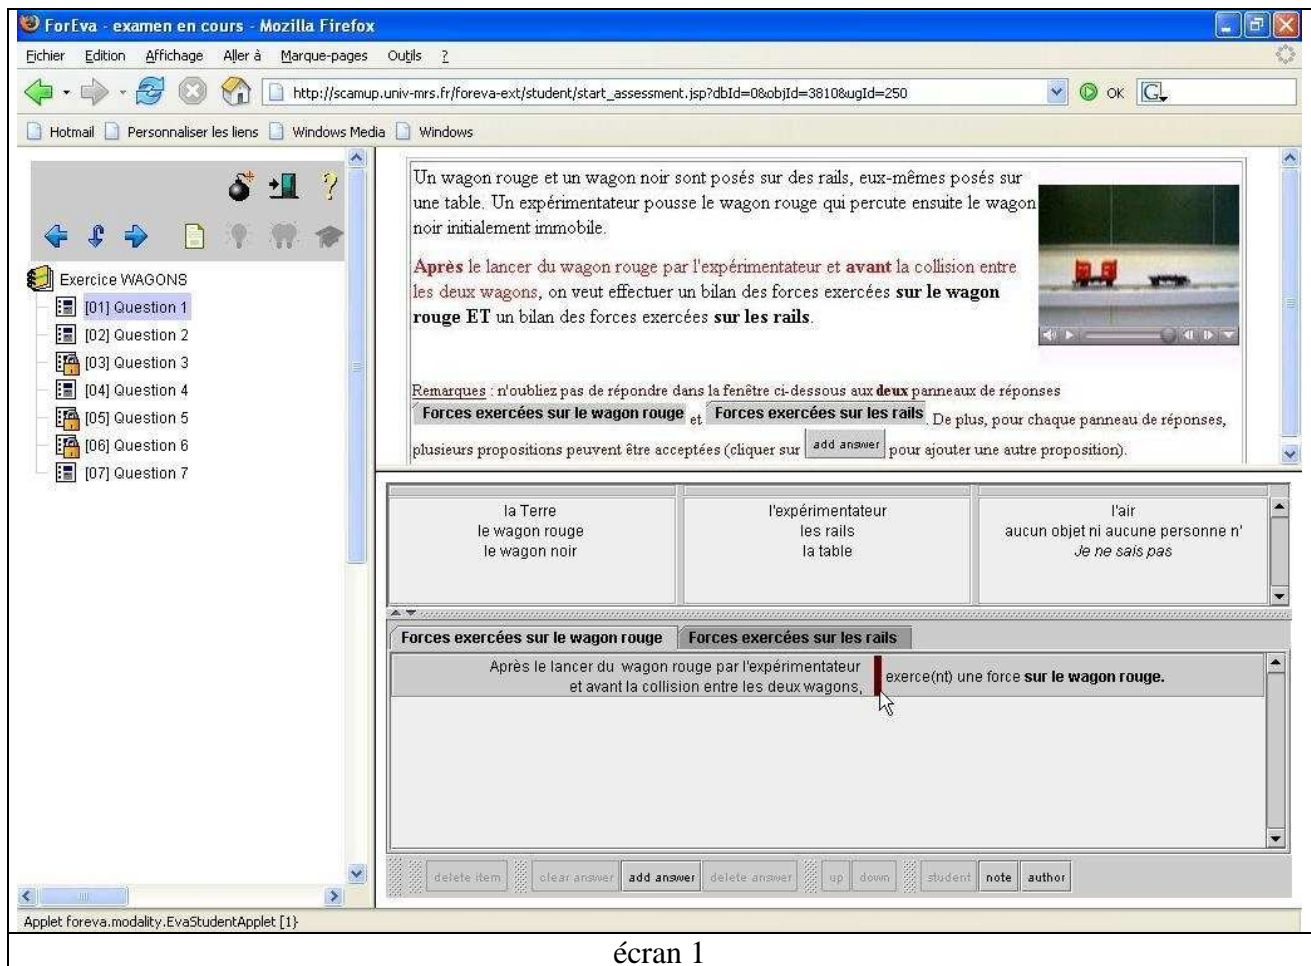 ForEva - examen en cours - Mozilla Firefox
Fichier Edition Affichage Aller à Marque-pages Outils ?
http://scamup.univ-mrs.fr/foreva-ext/student/start_assessment.jsp?dbId=0&objId=3810&ugId=250
OK
G
Hotmail Personnaliser les liens Windows Media Windows
?
Exercice WAGONS
[01] Question 1
[02] Question 2
[03] Question 3
[04] Question 4
[05] Question 5
[06] Question 6
[07] Question 7
Un wagon rouge et un wagon noir sont posés sur des rails, eux-mêmes posés sur
une table. Un expérimentateur pousse le wagon rouge qui percute ensuite le wagon
noir initialement immobile.
Après le lancer du wagon rouge par l'expérimentateur et avant la collision entre
les deux wagons, on veut effectuer un bilan des forces exercées sur le wagon
rouge ET un bilan des forces exercées sur les rails.
Remarques : n'oubliez pas de répondre dans la fenêtre ci-dessous aux deux panneaux de réponses
Forces exercées sur le wagon rouge et Forces exercées sur les rails. De plus, pour chaque panneau de réponses,
plusieurs propositions peuvent être acceptées (cliquer sur add answer pour ajouter une autre proposition).
la Terre
le wagon rouge
le wagon noir
l'expérimentateur
les rails
la table
l'air
aucun objet ni aucune personne n'
Je ne sais pas
Forces exercées sur le wagon rouge Forces exercées sur les rails
Après le lancer du wagon rouge par l'expérimentateur
et avant la collision entre les deux wagons,
exerce(nt) une force sur le wagon rouge.
delete item clear answer add answer delete answer up down student note author
Applet foreva.modality.EvaStudentApplet [1}
écran 1